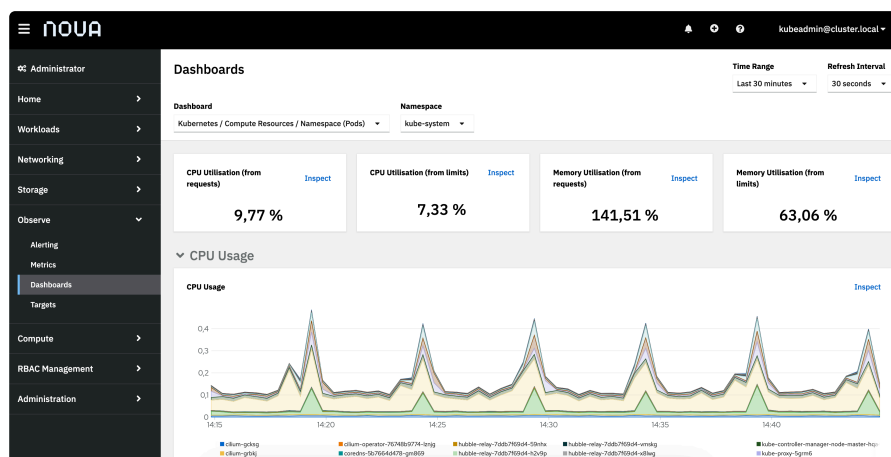 NOUA
kubeadmin@cluster.local
Administrator
Home
Workloads
Networking
Storage
Observe
Alerting
Metrics
Dashboards
Targets
Compute
RBAC Management
Administration
Dashboards
Time Range
Refresh Interval
Last 30 minutes
30 seconds
Dashboard
Namespace
Kubernetes / Compute Resources / Namespace (Pods)
kube-system
CPU Utilisation (from
requests)
Inspect
9,77 %
CPU Utilisation (from limits)
Inspect
7,33 %
Memory Utilisation (from
requests)
Inspect
141,51 %
Memory Utilisation (from
limits)
Inspect
63,06 %
CPU Usage
CPU Usage
Inspect
0,4
0,3
0,2
0,1
0
14:15 14:20 14:25 14:30 14:35 14:40
cilium-gcksg cilium-operator-76748b9774-lznjg hubble-relay-7ddb7f69d4-59nhx hubble-relay-7ddb7f69d4-vmskg kube-controller-manager-node-master-hqa
cilium-grbkj coredns-5b7664d478-gm869 hubble-relay-7ddb7f69d4-h2v9p hubble-relay-7ddb7f69d4-x8lwg kube-proxy-5grm6